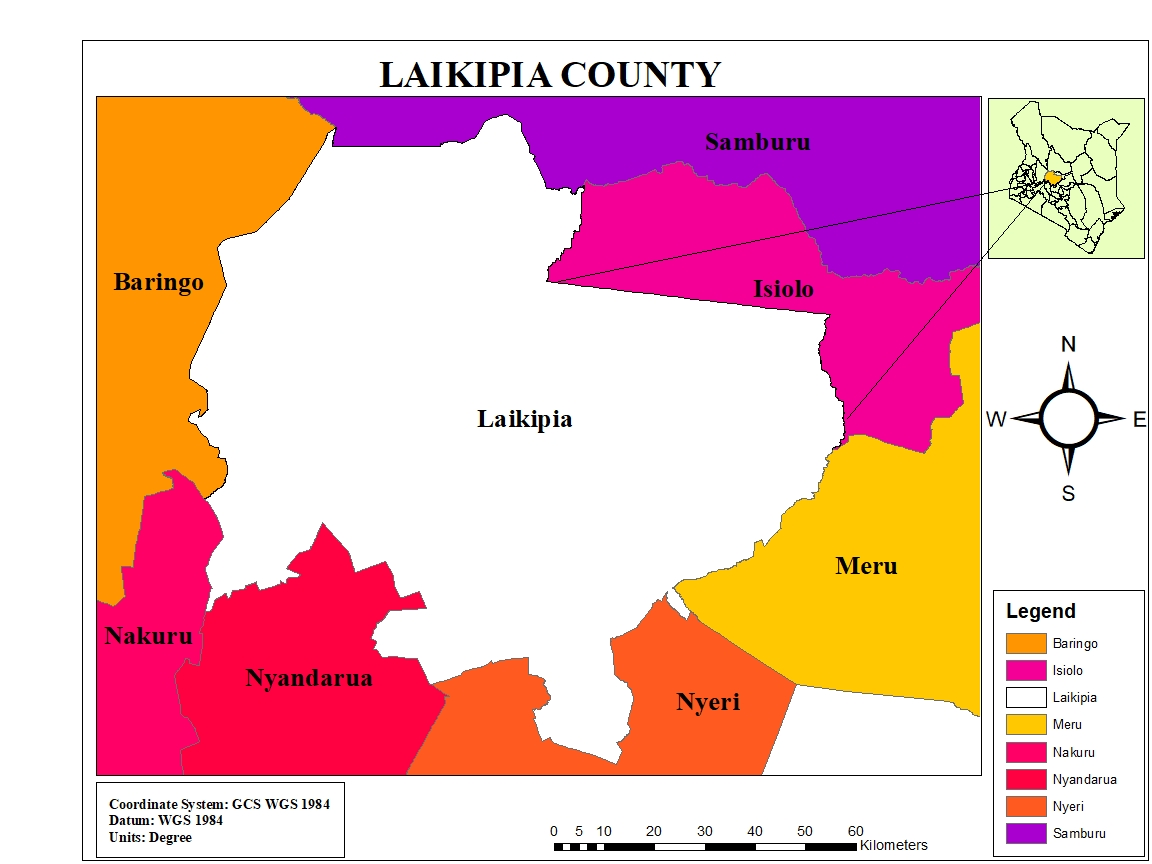 LAIKIPIA COUNTY
Samburu
Baringo
Isiolo
Laikipia
Meru
Nakuru
Nyandarua
Nyeri
N
W E
S
Legend
Baringo
Isiolo
Laikipia
Meru
Nakuru
Nyandarua
Nyeri
Samburu
Coordinate System: GCS WGS 1984
Datum: WGS 1984
Units: Degree
0 5 10 20 30 40 50 60
Kilometers